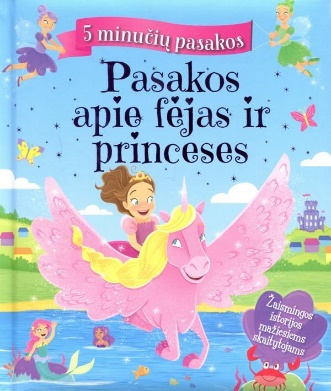 5 minučių pasakos
Pasakos
apie fėjas ir
princeses
Žaismingos
istorijos
mažiesiems
skaitytojams